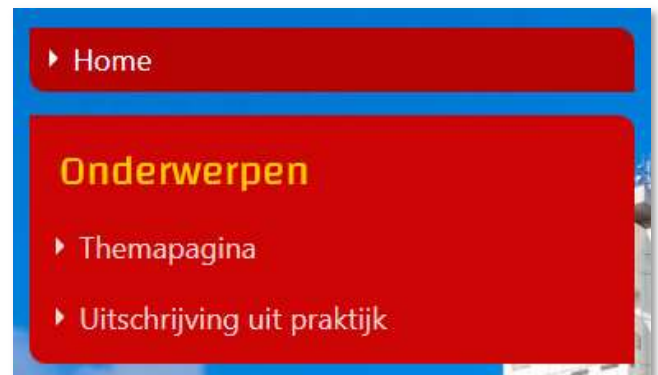 Home
Onderwerpen
Themapagina
Uitschrijving uit praktijk